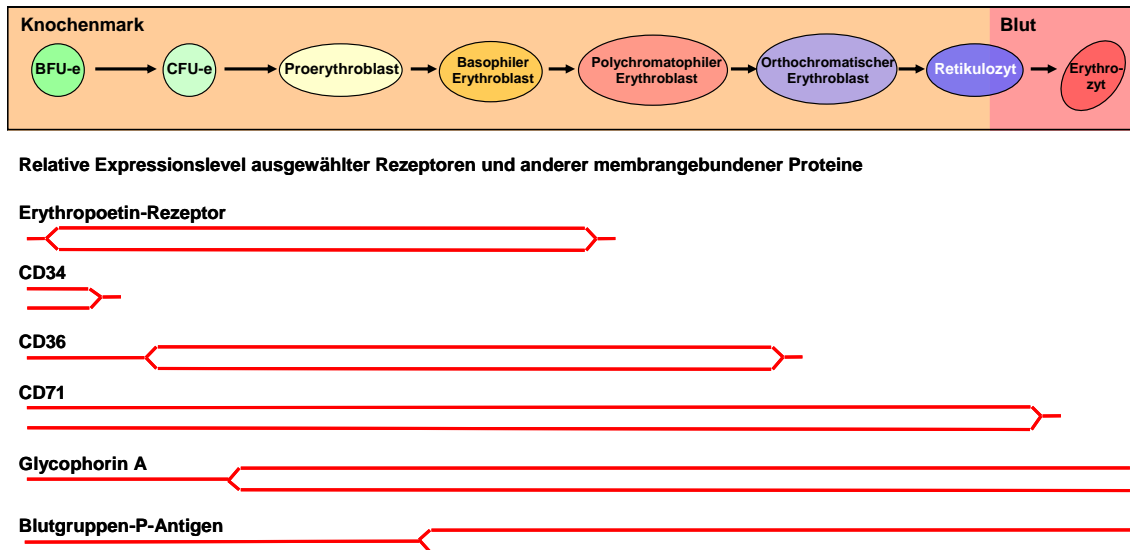 Knochenmark
Blut
BFU-e
CFU-e
Proerythroblast
Basophiler
Erythroblast
Polychromatophiler
Erythroblast
Orthochromatischer
Erythroblast
Retikulozyt
Erythro-
zyt
Relative Expressionslevel ausgewählter Rezeptoren und anderer membrangebundener Proteine
Erythropoetin-Rezeptor
CD34
CD36
CD71
Glycophorin A
Blutgruppen-P-Antigen